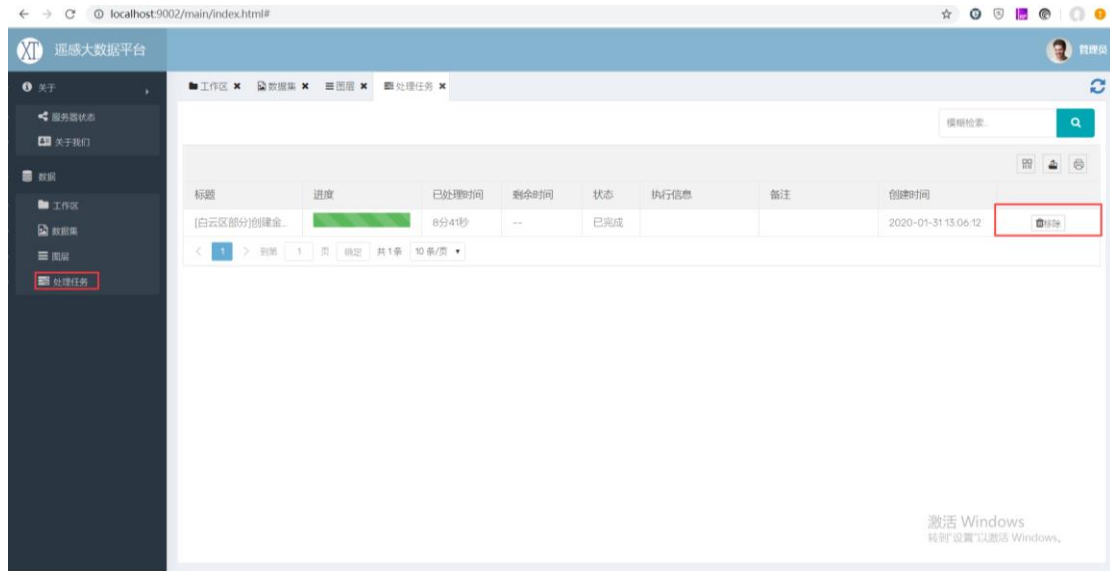 localhost:9002/main/index.html#
XT 遥感大数据平台
管理员
关于
工作区 数据集 图层 处理任务
服务器状态
关于我们
模糊检索..
数据
标题 进度 已处理时间 剩余时间 状态 执行信息 备注 创建时间
工作区
[白云区部分]创建金... 8分41秒 -- 已完成 2020-01-31 13:06:12 移除
数据集
< 1 > 到第 1 页 确定 共1条 10 条/页
图层
处理任务
激活 Windows
转到"设置"以激活 Windows。